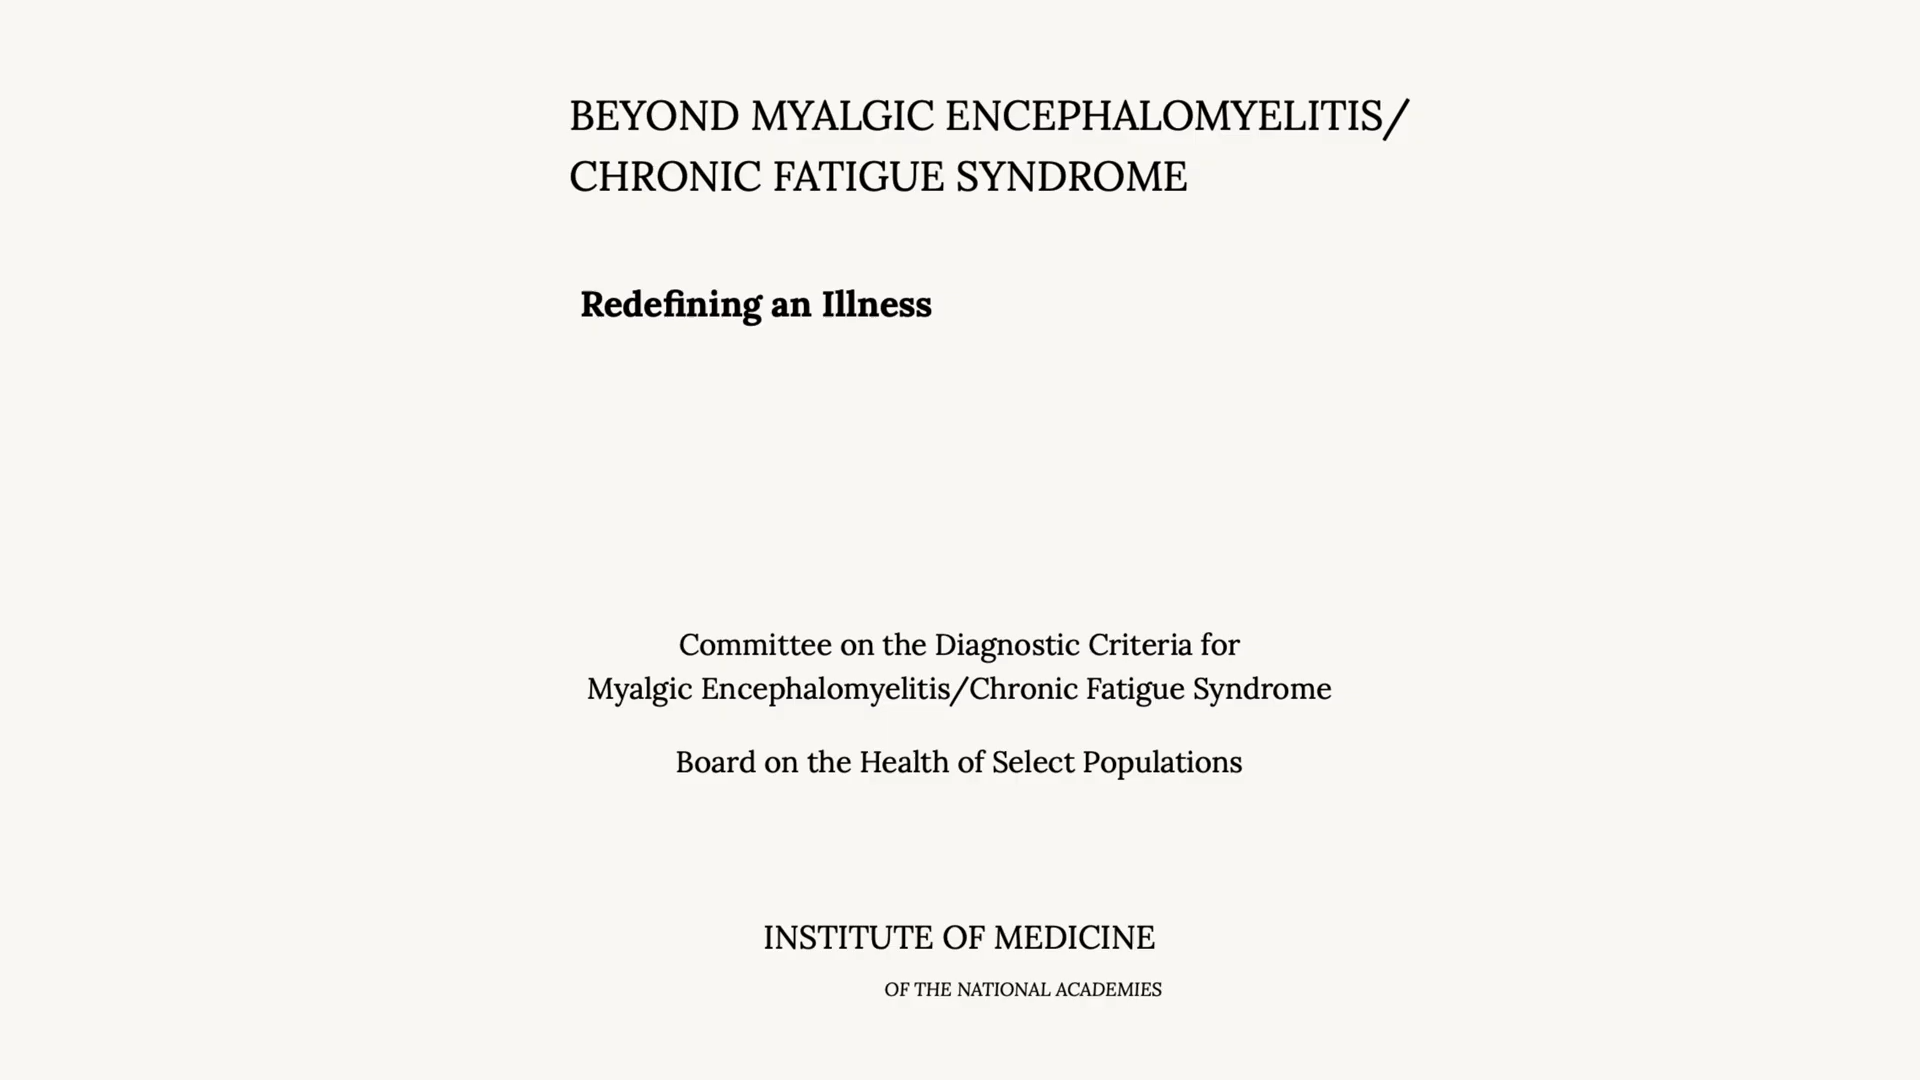 BEYOND MYALGIC ENCEPHALOMYELITIS/
CHRONIC FATIGUE SYNDROME
Redefining an Illness
Committee on the Diagnostic Criteria for
Myalgic Encephalomyelitis/Chronic Fatigue Syndrome
Board on the Health of Select Populations
INSTITUTE OF MEDICINE
OF THE NATIONAL ACADEMIES